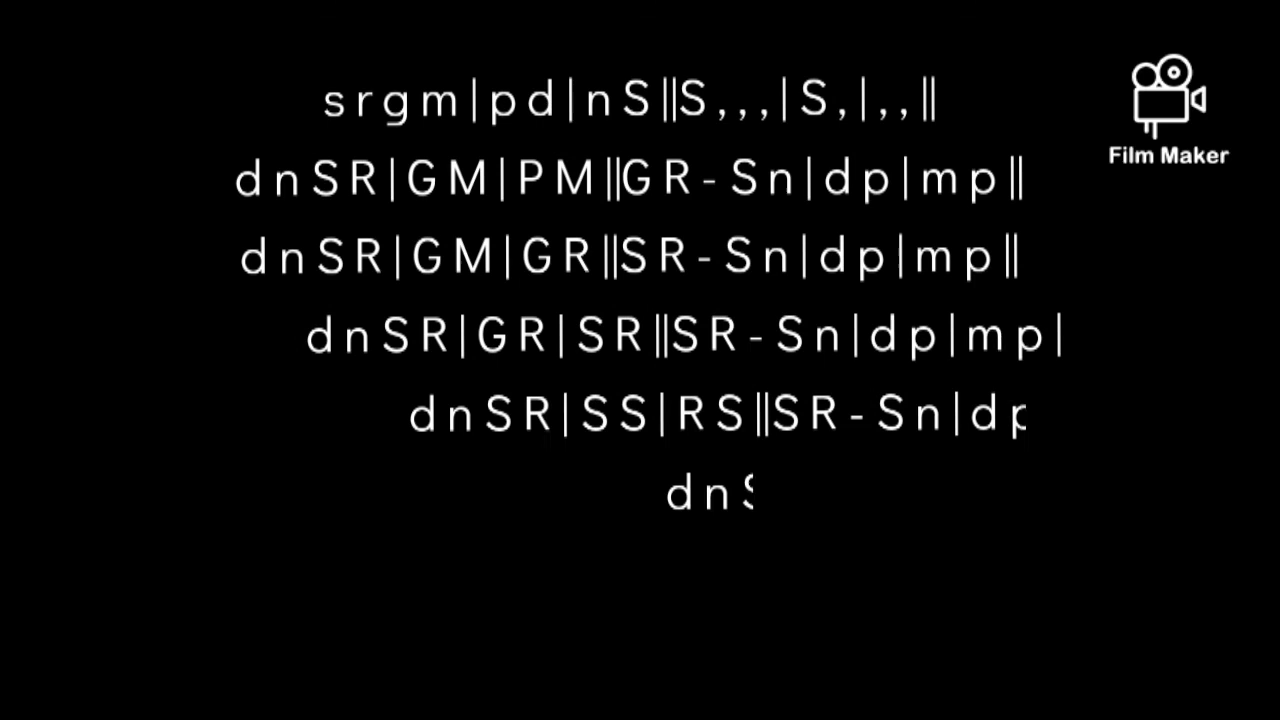 s r g m | p d | n S || S , , , | S , | , , ||
Film Maker
d n S R | G M | P M || G R - S n | d p | m p ||
d n S R | G M | G R || S R - S n | d p | m p ||
d n S R | G R | S R || S R - S n | d p | m p |
d n S R | S S | R S || S R - S n | d p
d n S